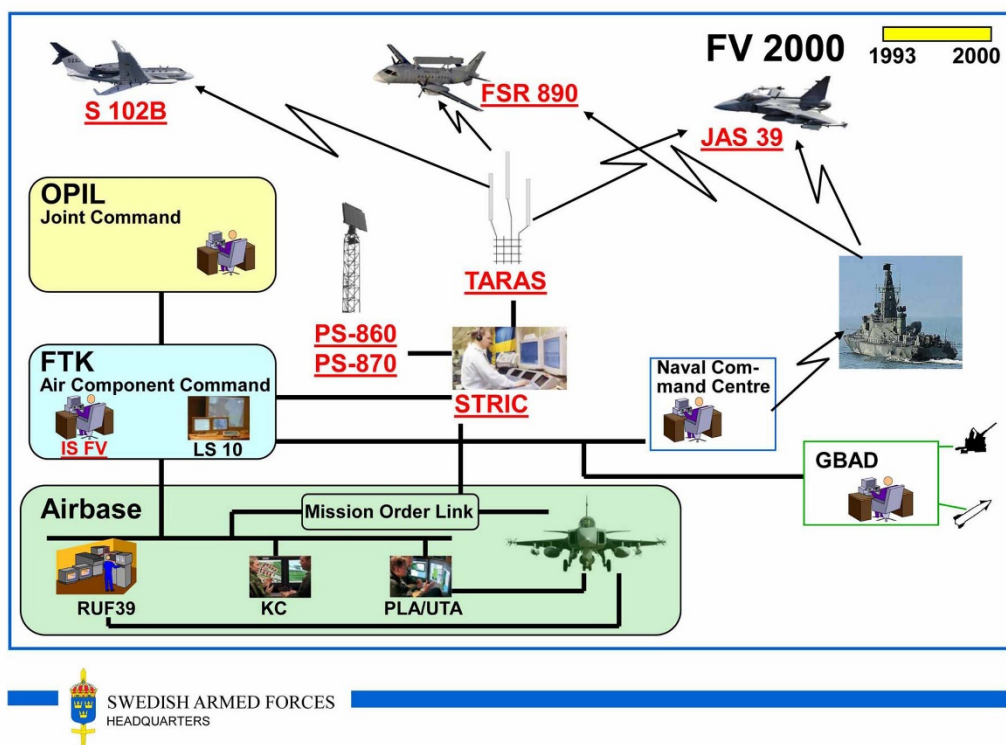 FV 2000
1993 2000
S 102B
FSR 890
JAS 39
OPIL
Joint Command
TARAS
PS-860
PS-870
FTK
Air Component Command
IS FV
LS 10
STRIC
Naval Com-
mand Centre
GBAD
Airbase
Mission Order Link
RUF39
KC
PLA/UTA
SWEDISH ARMED FORCES
HEADQUARTERS